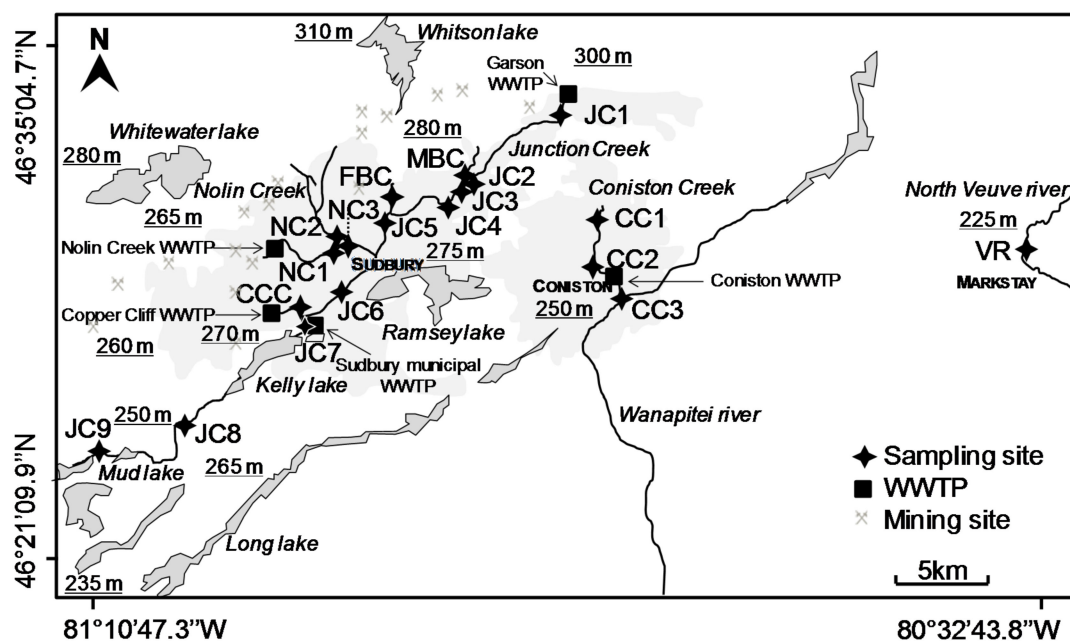 N
310 m
Whitson lake
Garson
WWTP
300 m
JC1
46°35'04.7”N
Whitewater lake
280 m
280 m
MBC
Junction Creek
FBC
JC2
Nolin Creek
JC3
Coniston Creek
North Veuve river
265 m
NC3
JC4
CC1
225 m
NC2
JC5
Nolin Creek WWTP
275 m
VR
NC1
SUDBURY
CC2
MARKSTAY
CCC
CONISTON
Coniston WWTP
Copper Cliff WWTP
JC6
250 m
CC3
270 m
Ramsey lake
260 m
JC7
Sudbury municipal
WWTP
Kelly lake
250 m
Wanapitei river
JC9
JC8
265 m
Mud lake
Sampling site
WWTP
Mining site
Long lake
46°21'09.9”N
235 m
5km
81°10'47.3”W
80°32'43.8”W